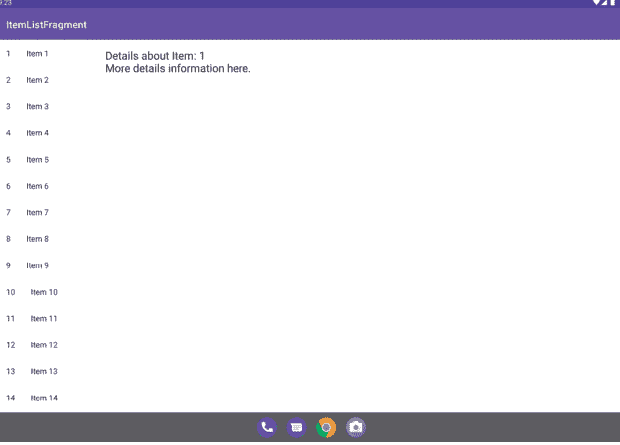 9:23
ItemListFragment
1 Item 1
2 Item 2
3 Item 3
4 Item 4
5 Item 5
6 Item 6
7 Item 7
8 Item 8
9 Item 9
10 Item 10
11 Item 11
12 Item 12
13 Item 13
14 Item 14
Details about Item: 1
More details information here.